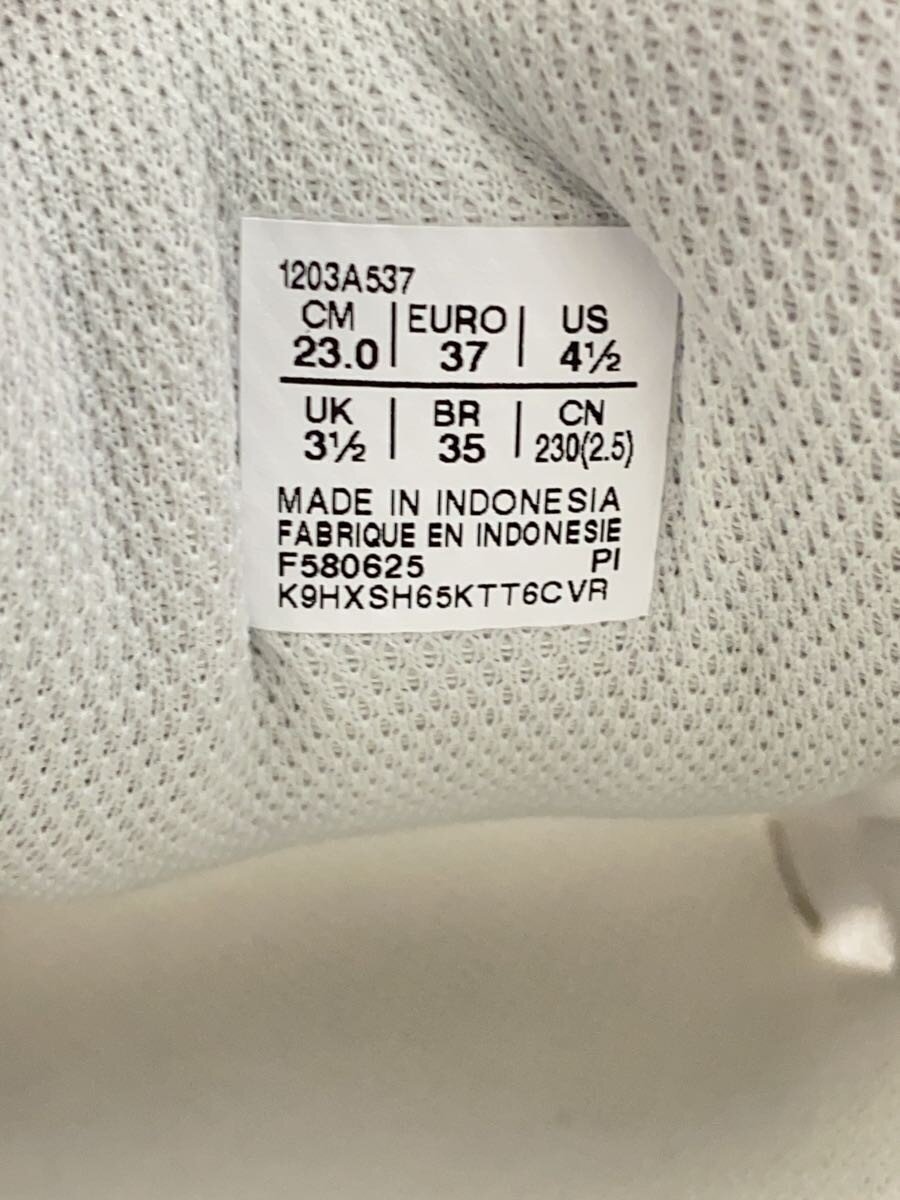 1203A537
CM | EURO | US
23.0 | 37 | 4½
UK | BR | CN
3½ | 35 | 230(2.5)
MADE IN INDONESIA
FABRIQUE EN INDONESIE
F580625 PI
K9HXSH65KTT6CVR